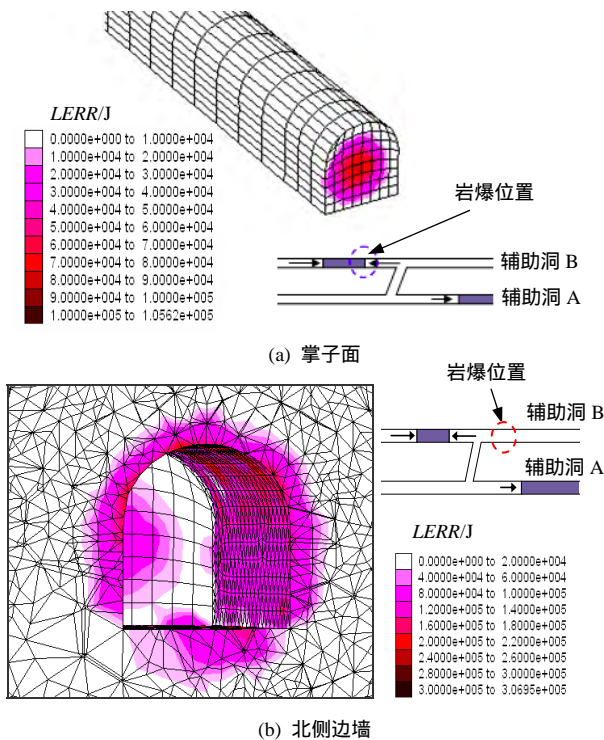 LERR/J
0.0000e+000 to 1.0000e+004
1.0000e+004 to 2.0000e+004
2.0000e+004 to 3.0000e+004
3.0000e+004 to 4.0000e+004
4.0000e+004 to 5.0000e+004
5.0000e+004 to 6.0000e+004
6.0000e+004 to 7.0000e+004
7.0000e+004 to 8.0000e+004
8.0000e+004 to 9.0000e+004
9.0000e+004 to 1.0000e+005
1.0000e+005 to 1.0562e+005
岩爆位置
辅助洞 B
辅助洞 A
(a) 掌子面
岩爆位置
辅助洞 B
辅助洞 A
LERR/J
0.0000e+000 to 2.0000e+004
4.0000e+004 to 6.0000e+004
8.0000e+004 to 1.0000e+005
1.2000e+005 to 1.4000e+005
1.6000e+005 to 1.8000e+005
2.0000e+005 to 2.2000e+005
2.4000e+005 to 2.6000e+005
2.8000e+005 to 3.0000e+005
3.0000e+005 to 3.0695e+005
(b) 北侧边墙